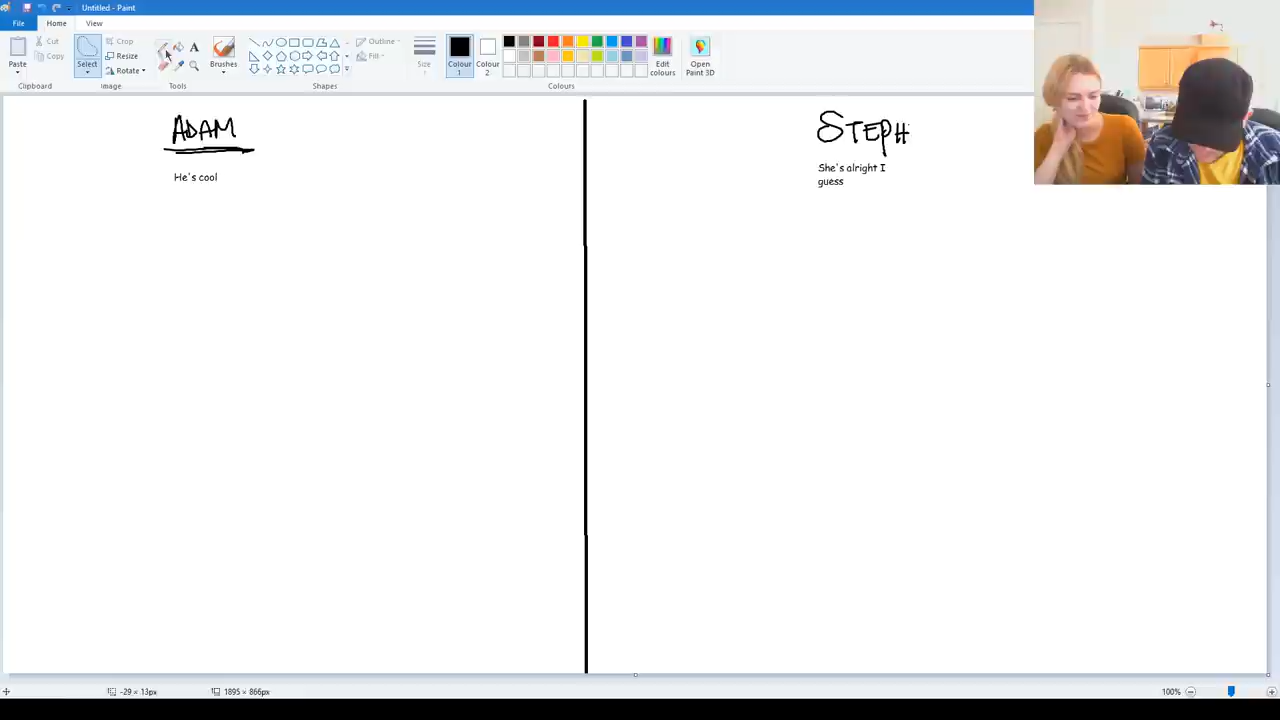 Untitled - Paint
File Home View
Paste
Cut
Copy
Clipboard
Select
Crop
Resize
Rotate
Image
Tools
Brushes
Shapes
Outline
Fill
Size
Colour 1
Colour 2
Edit colours
Open Paint 3D
Colours
ADAM
He's cool
STEPH
She's alright I
guess
-29 × 13px
1895 × 866px
100%